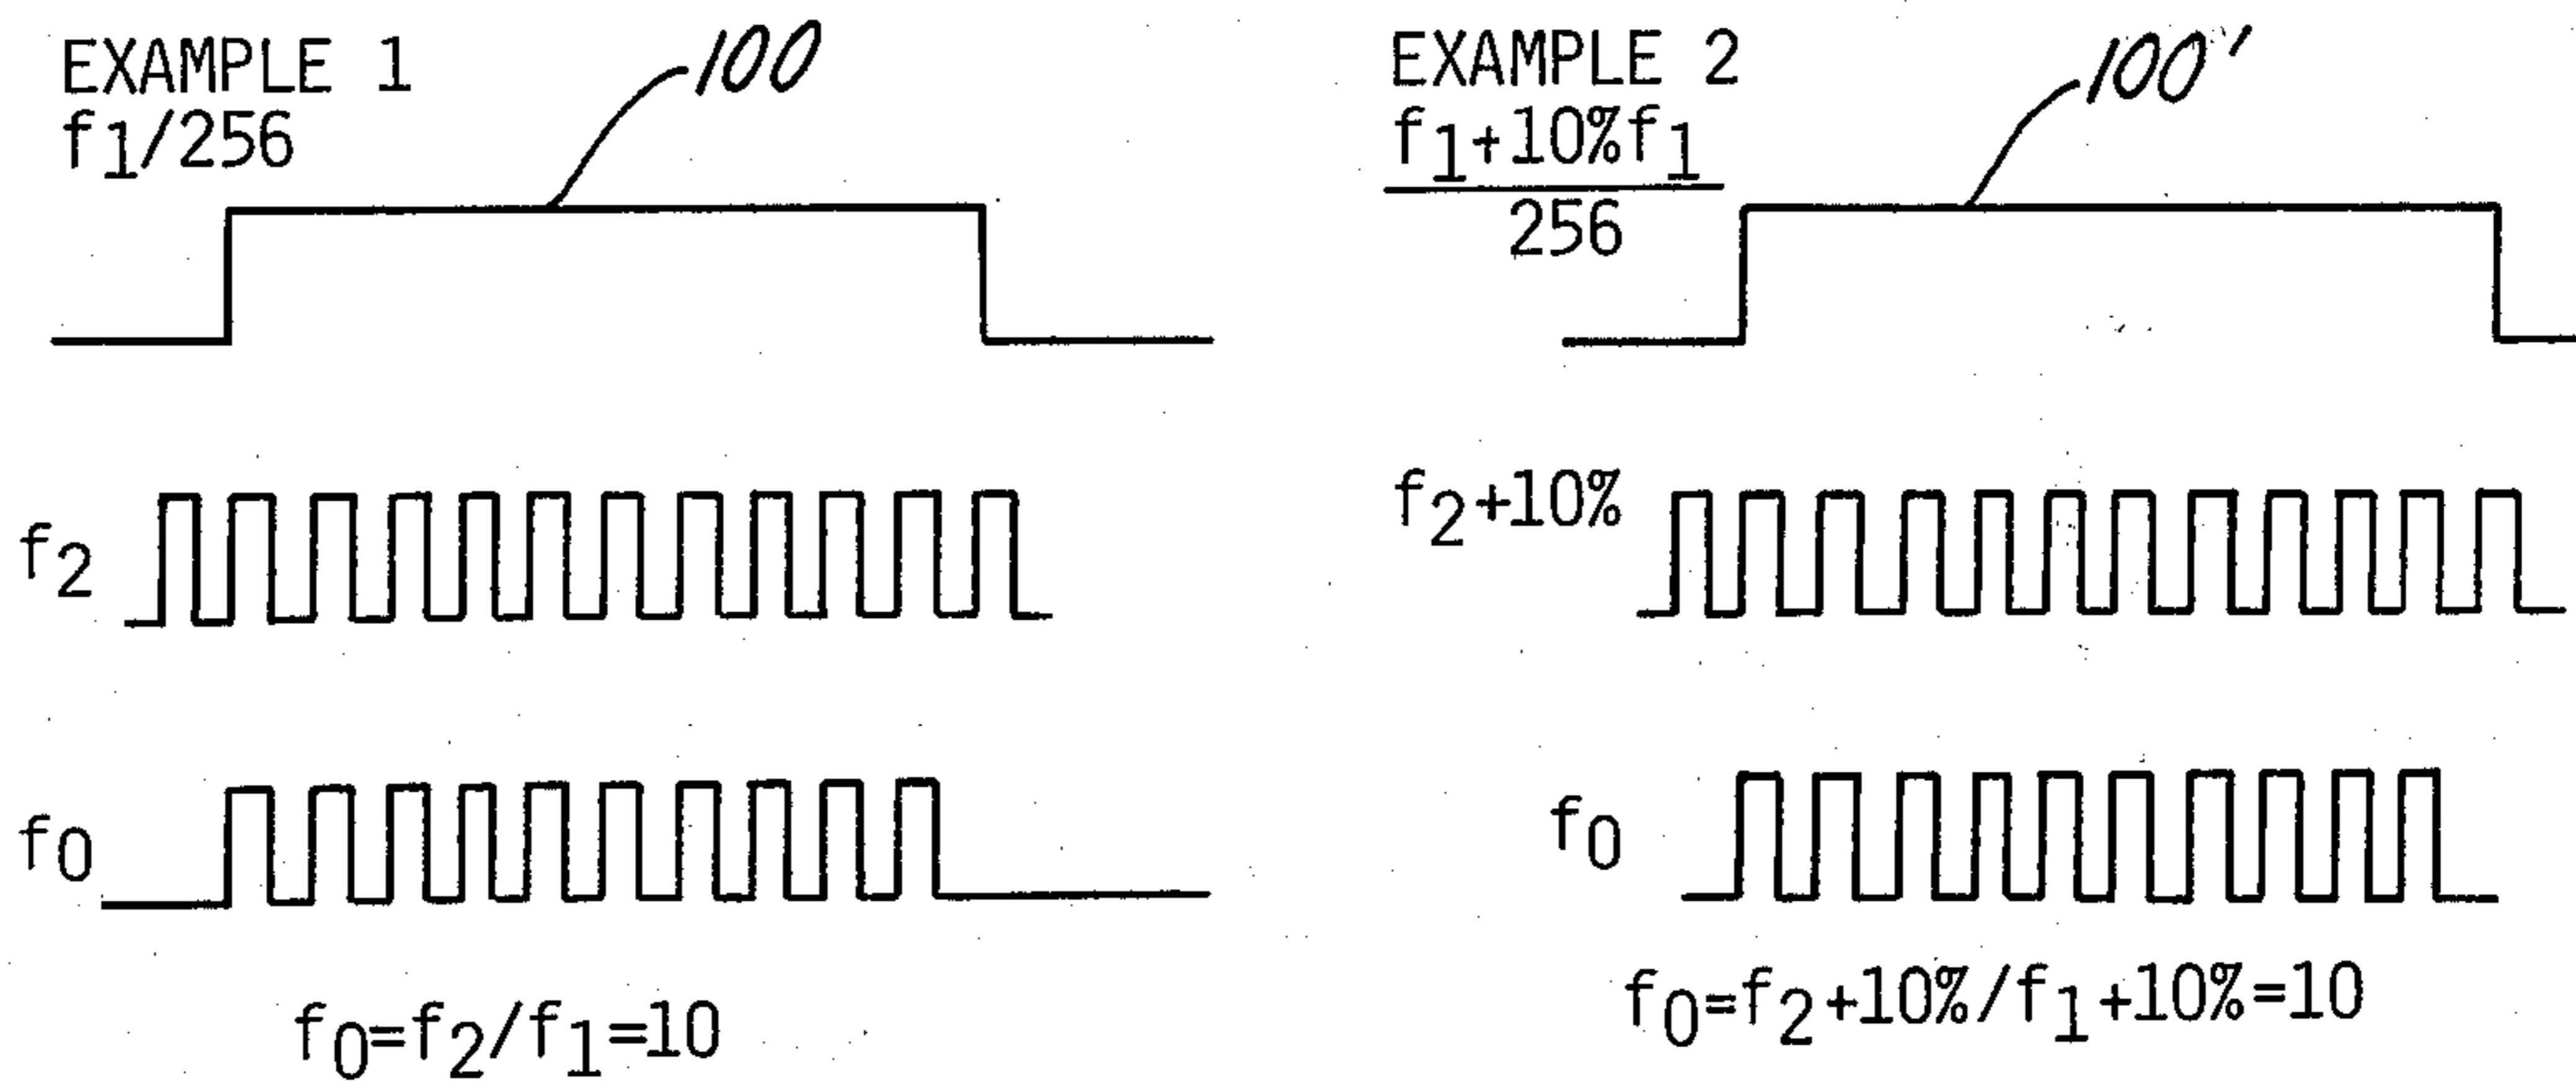 EXAMPLE 1
100
f1/256
f2
f0
f0=f2/f1=10
EXAMPLE 2
100'
f1+10%f1
256
f2+10%
f0
f0=f2+10%/f1+10%=10